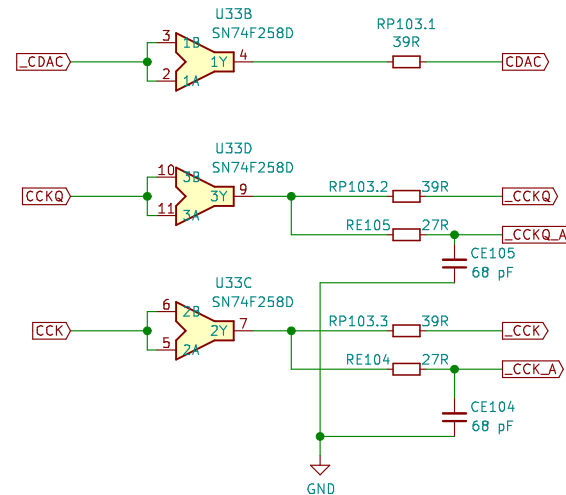 U33B
SN74F258D
RP103.1
39R
_CDAC
3
1B
1Y
4
2
1A
CDAC
U33D
SN74F258D
CCKQ
10
3B
3Y
9
11
3A
RP103.2
39R
_CCKQ
RE105
27R
_CCKQ_A
CE105
68 pF
U33C
SN74F258D
CCK
6
2B
2Y
7
5
2A
RP103.3
39R
_CCK
RE104
27R
_CCK_A
CE104
68 pF
GND